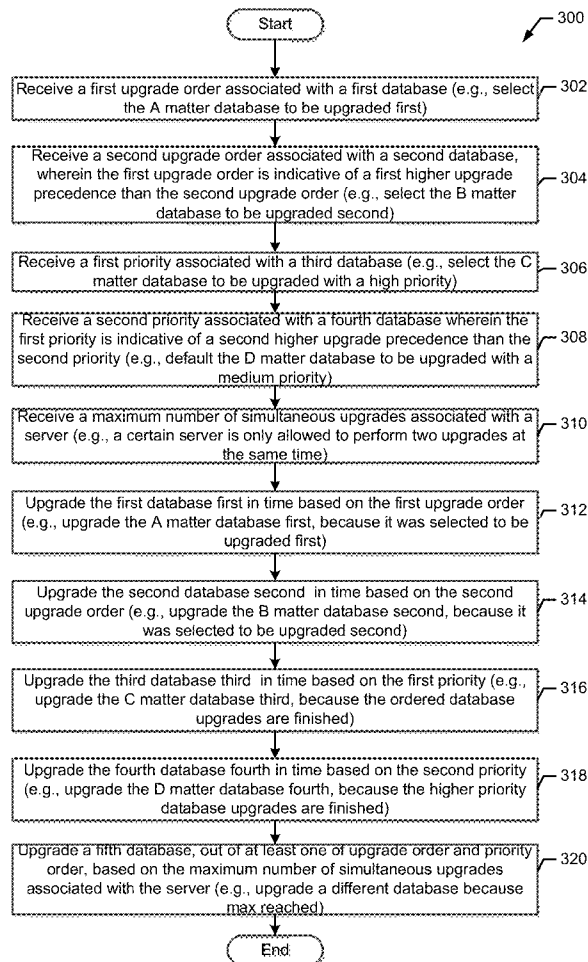 Start
300
Receive a first upgrade order associated with a first database (e.g., select
the A matter database to be upgraded first)
302
Receive a second upgrade order associated with a second database,
wherein the first upgrade order is indicative of a first higher upgrade
precedence than the second upgrade order (e.g., select the B matter
database to be upgraded second)
304
Receive a first priority associated with a third database (e.g., select the C
matter database to be upgraded with a high priority)
306
Receive a second priority associated with a fourth database wherein the
first priority is indicative of a second higher upgrade precedence than the
second priority (e.g., default the D matter database to be upgraded with a
medium priority)
308
Receive a maximum number of simultaneous upgrades associated with a
server (e.g., a certain server is only allowed to perform two upgrades at
the same time)
310
Upgrade the first database first in time based on the first upgrade order
(e.g., upgrade the A matter database first, because it was selected to be
upgraded first)
312
Upgrade the second database second in time based on the second
upgrade order (e.g., upgrade the B matter database second, because it
was selected to be upgraded second)
314
Upgrade the third database third in time based on the first priority (e.g.,
upgrade the C matter database third, because the ordered database
upgrades are finished)
316
Upgrade the fourth database fourth in time based on the second priority
(e.g., upgrade the D matter database fourth, because the higher priority
database upgrades are finished)
318
Upgrade a fifth database, out of at least one of upgrade order and priority
order, based on the maximum number of simultaneous upgrades
associated with the server (e.g., upgrade a different database because
max reached)
320
End